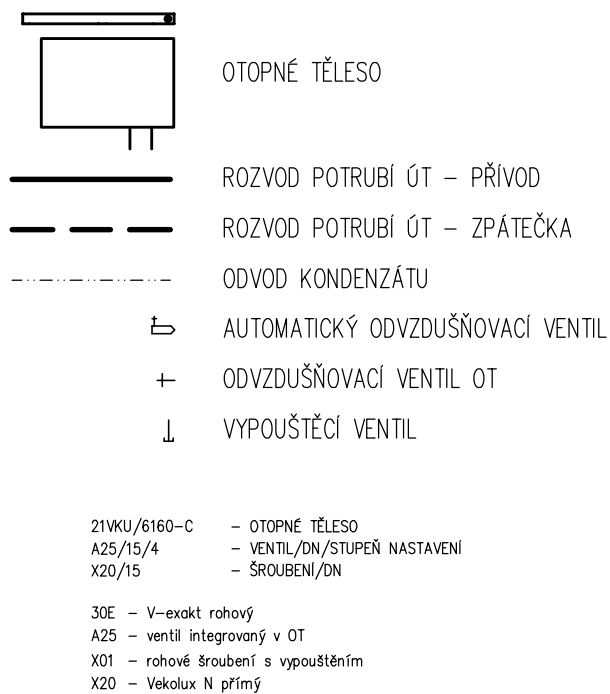 OTOPNÉ TĚLESO
ROZVOD POTRUBÍ ÚT – PŘÍVOD
ROZVOD POTRUBÍ ÚT – ZPÁTEČKA
ODVOD KONDENZÁTU
AUTOMATICKÝ ODVZDUŠŇOVACÍ VENTIL
ODVZDUŠŇOVACÍ VENTIL OT
VYPOUŠTĚCÍ VENTIL
21VKU/6160–C – OTOPNÉ TĚLESO
A25/15/4 – VENTIL/DN/STUPEŇ NASTAVENÍ
X20/15 – ŠROUBENÍ/DN
30E – V–exakt rohový
A25 – ventil integrovaný v OT
X01 – rohové šroubení s vypouštěním
X20 – Vekolux N přímý